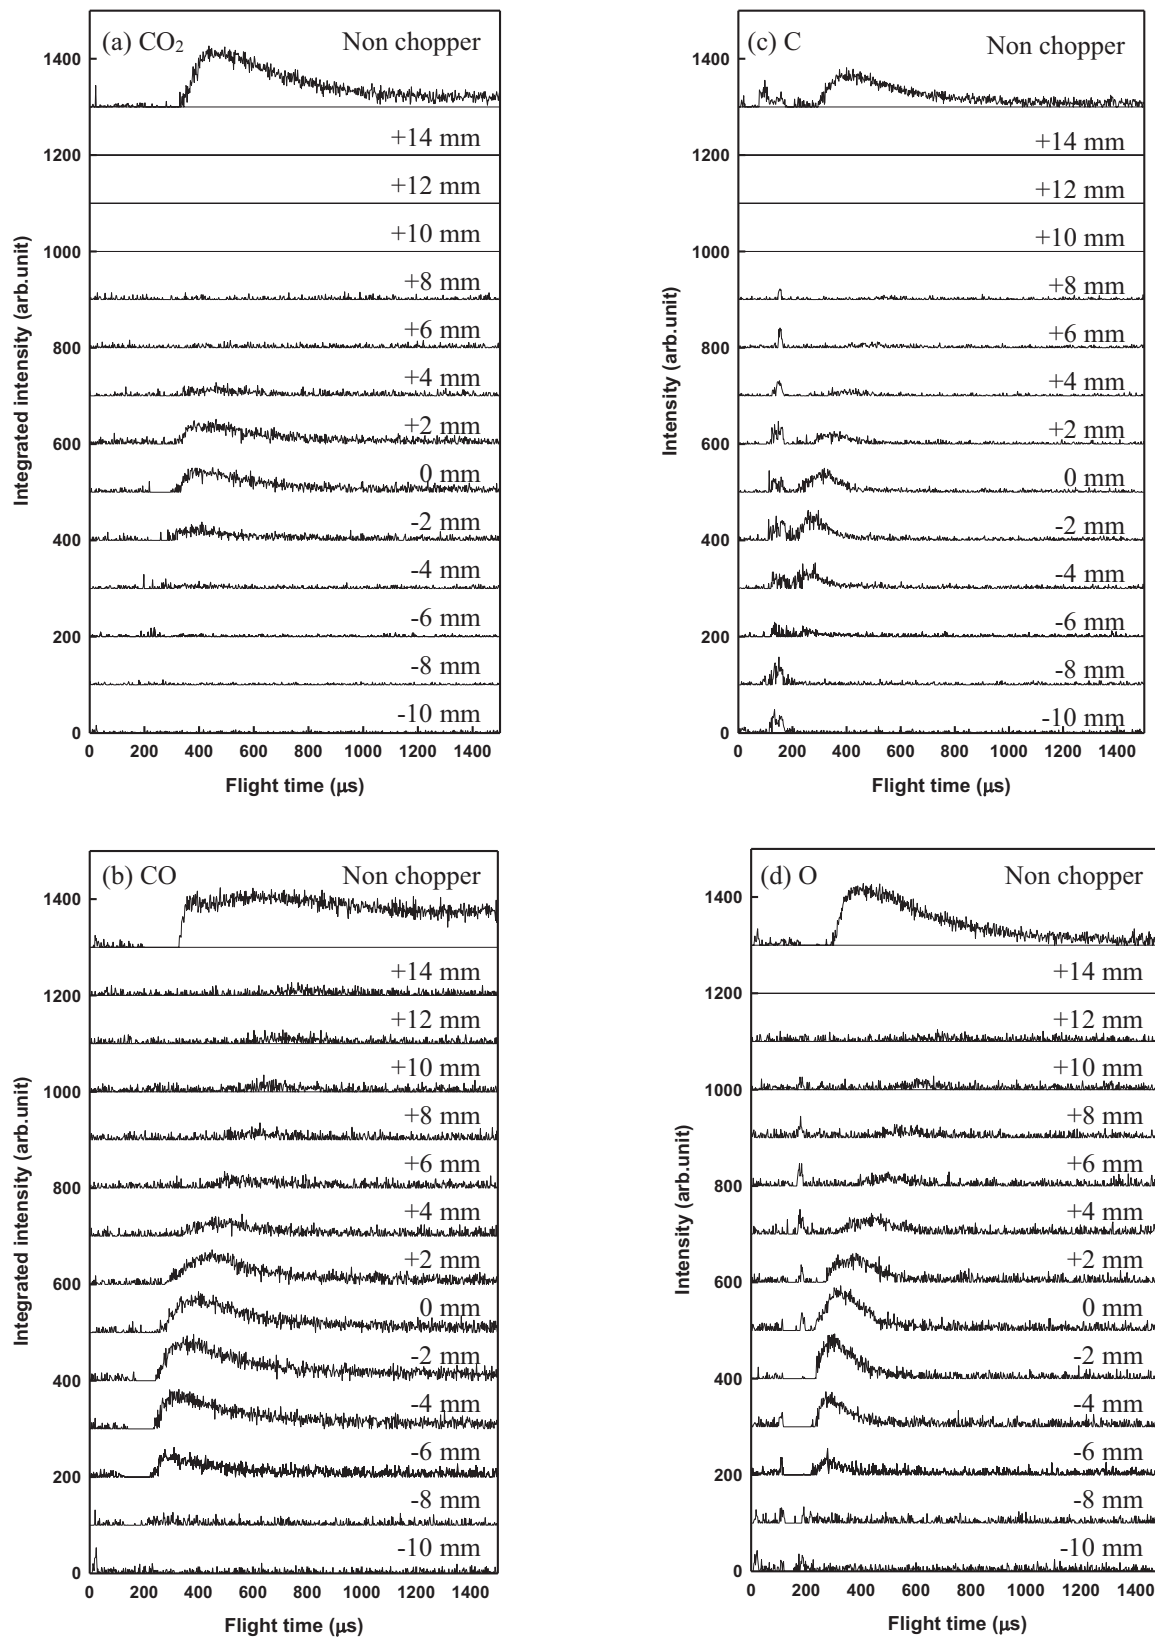 (a) CO₂ Non chopper
1400
+14 mm
1200
+12 mm
+10 mm
1000
+8 mm
+6 mm
800
+4 mm
+2 mm
600
0 mm
-2 mm
400
-4 mm
-6 mm
200
-8 mm
-10 mm
0
0 200 400 600 800 1000 1200 1400
Flight time (μs)
Integrated intensity (arb.unit)
(c) C Non chopper
1400
+14 mm
1200
+12 mm
+10 mm
1000
+8 mm
+6 mm
800
+4 mm
+2 mm
600
0 mm
-2 mm
400
-4 mm
-6 mm
200
-8 mm
-10 mm
0
0 200 400 600 800 1000 1200 1400
Flight time (μs)
Intensity (arb.unit)
(b) CO Non chopper
1400
+14 mm
1200
+12 mm
+10 mm
1000
+8 mm
+6 mm
800
+4 mm
+2 mm
600
0 mm
-2 mm
400
-4 mm
-6 mm
200
-8 mm
-10 mm
0
0 200 400 600 800 1000 1200 1400
Flight time (μs)
Integrated intensity (arb.unit)
(d) O Non chopper
1400
+14 mm
1200
+12 mm
+10 mm
1000
+8 mm
+6 mm
800
+4 mm
+2 mm
600
0 mm
-2 mm
400
-4 mm
-6 mm
200
-8 mm
-10 mm
0
0 200 400 600 800 1000 1200 1400
Flight time (μs)
Intensity (arb.unit)